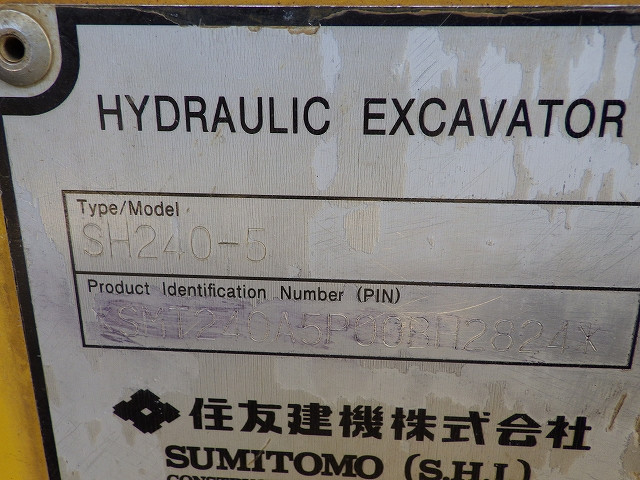 HYDRAULIC EXCAVATOR
Type/Model
SH240-5
Product Identification Number (PIN)
*SMT240A5P00BH2824*
住友建機株式会社
SUMITOMO (S.H.I.)